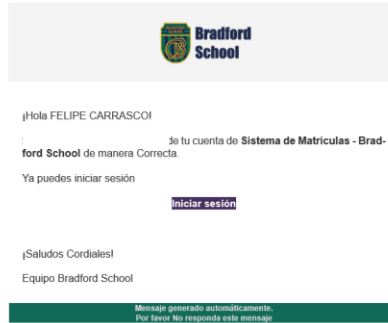 Bradford
School
¡Hola FELIPE CARRASCO!
de tu cuenta de Sistema de Matriculas - Brad-
ford School de manera Correcta.
Ya puedes iniciar sesión
Iniciar sesión
¡Saludos Cordiales!
Equipo Bradford School
Mensaje generado automáticamente.
Por favor No responda este mensaje